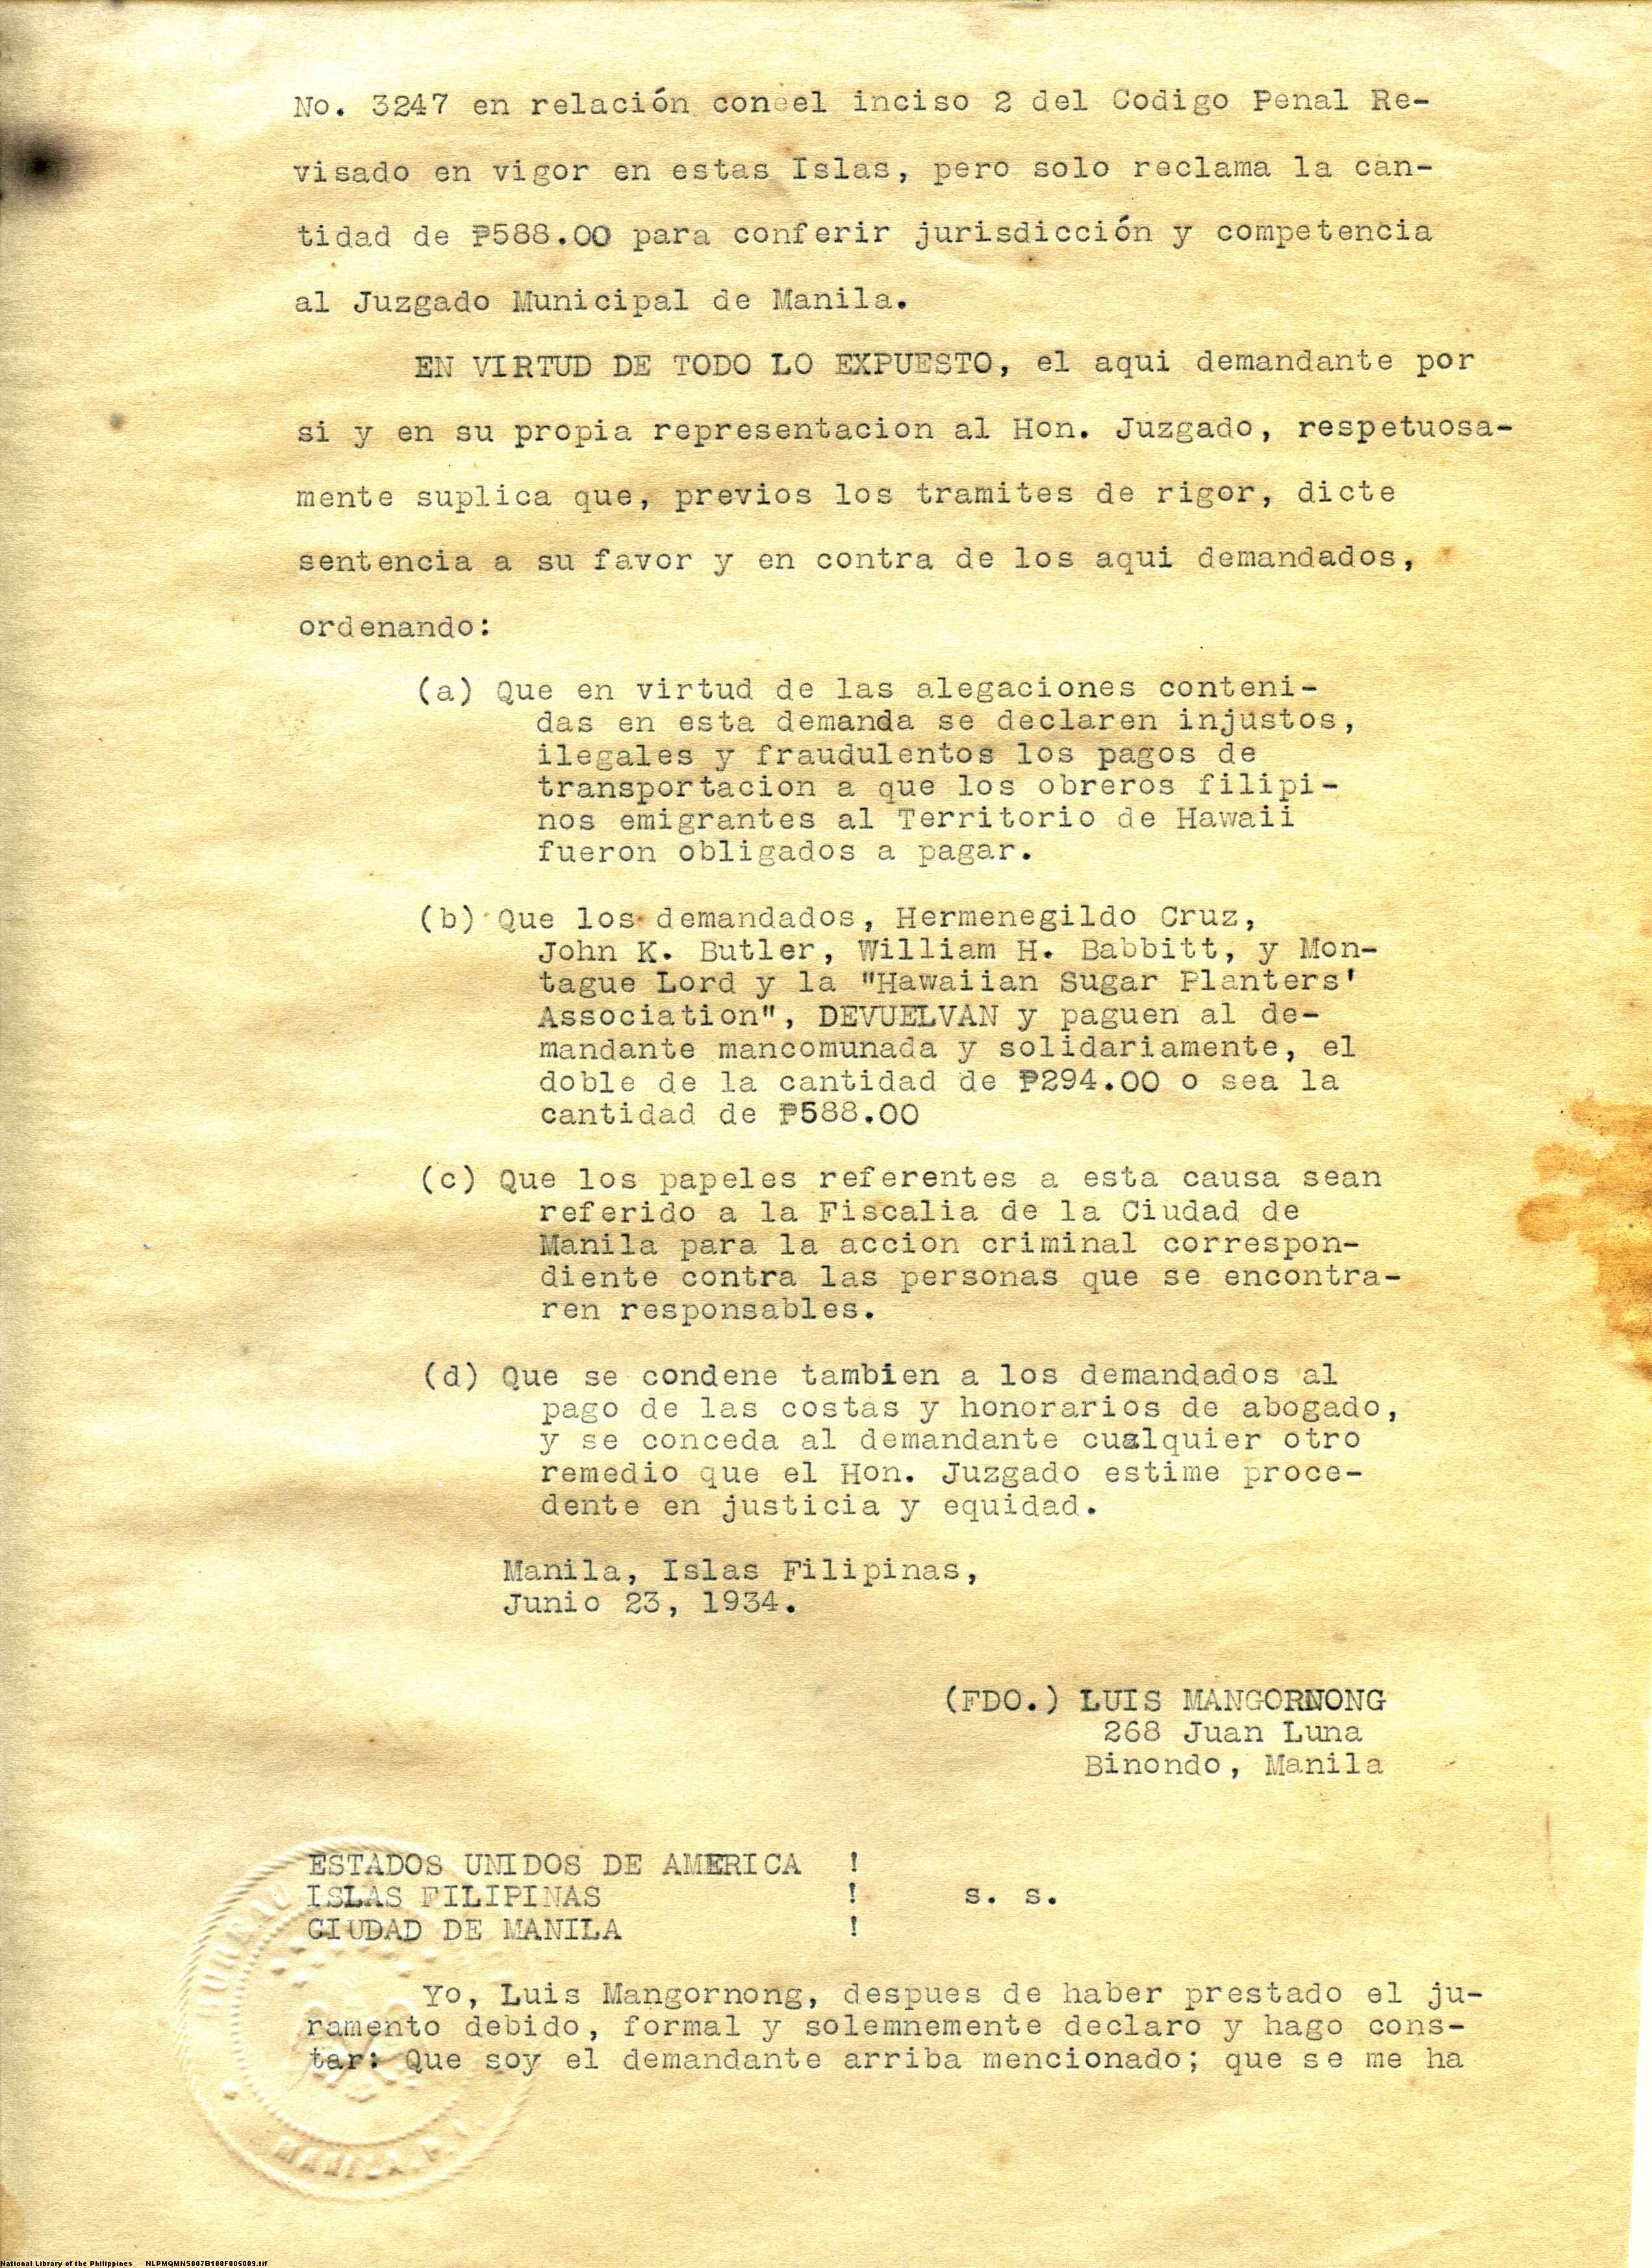 No. 3247 en relación con el inciso 2 del Codigo Penal Re-
visado en vigor en estas Islas, pero solo reclama la can-
tidad de ₱588.00 para conferir jurisdicción y competencia
al Juzgado Municipal de Manila.
EN VIRTUD DE TODO LO EXPUESTO, el aqui demandante por
si y en su propia representacion al Hon. Juzgado, respetuosa-
mente suplica que, previos los tramites de rigor, dicte
sentencia a su favor y en contra de los aqui demandados,
ordenando:
(a) Que en virtud de las alegaciones conteni-
das en esta demanda se declaren injustos,
ilegales y fraudulentos los pagos de
transportacion a que los obreros filipi-
nos emigrantes al Territorio de Hawaii
fueron obligados a pagar.
(b) Que los demandados, Hermenegildo Cruz,
John K. Butler, William H. Babbitt, y Mon-
tague Lord y la "Hawaiian Sugar Planters'
Association", DEVUELVAN y paguen al de-
mandante mancomunada y solidariamente, el
doble de la cantidad de ₱294.00 o sea la
cantidad de ₱588.00
(c) Que los papeles referentes a esta causa sean
referido a la Fiscalia de la Ciudad de
Manila para la accion criminal correspon-
diente contra las personas que se encontra-
ren responsables.
(d) Que se condene tambien a los demandados al
pago de las costas y honorarios de abogado,
y se conceda al demandante cualquier otro
remedio que el Hon. Juzgado estime proce-
dente en justicia y equidad.
Manila, Islas Filipinas,
Junio 23, 1934.
(FDO.) LUIS MANGORNONG
268 Juan Luna
Binondo, Manila
ESTADOS UNIDOS DE AMERICA !
ISLAS FILIPINAS ! s. s.
CIUDAD DE MANILA !
Yo, Luis Mangornong, despues de haber prestado el ju-
ramento debido, formal y solemnemente declaro y hago cons-
tar: Que soy el demandante arriba mencionado; que se me ha
MANILA, P. I.
National Library of the Philippines NLPMQMNS007B180F005009.tif